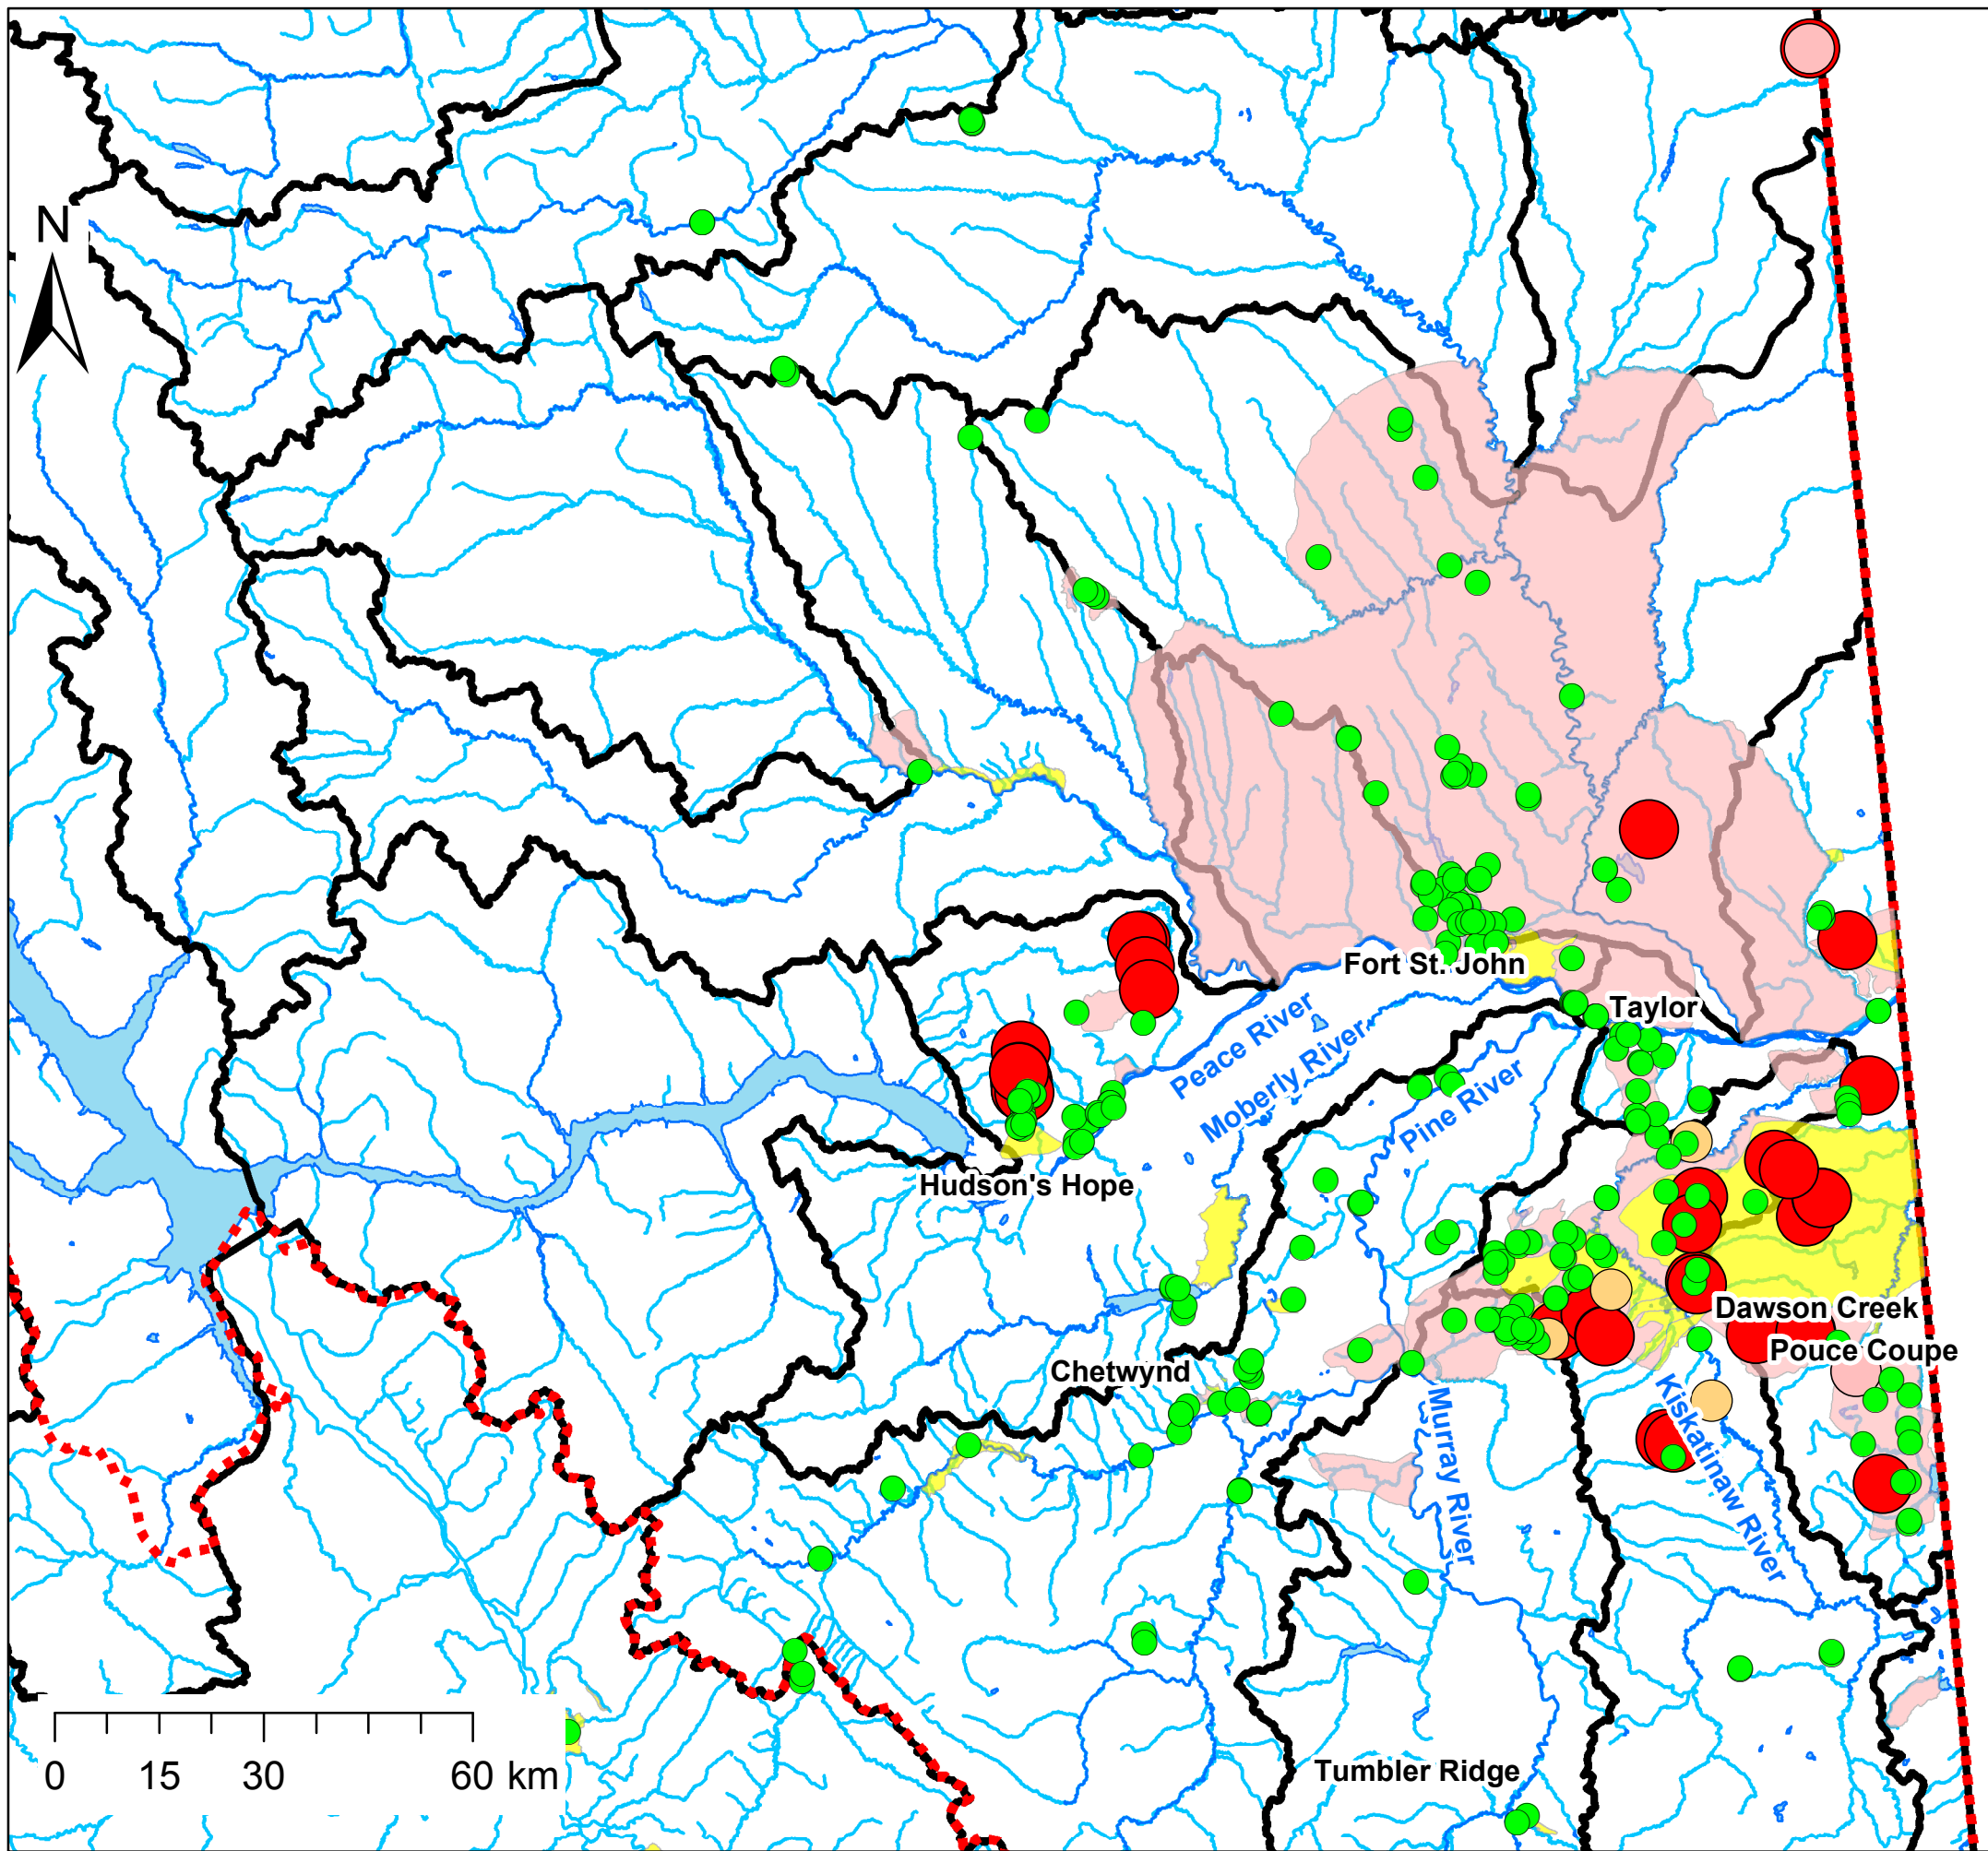 N
Fort St. John
Taylor
Peace River
Moberly River
Pine River
Hudson's Hope
Dawson Creek
Pouce Coupe
Chetwynd
Murray River
Kiskatinaw River
Tumbler Ridge
0 15 30 60 km